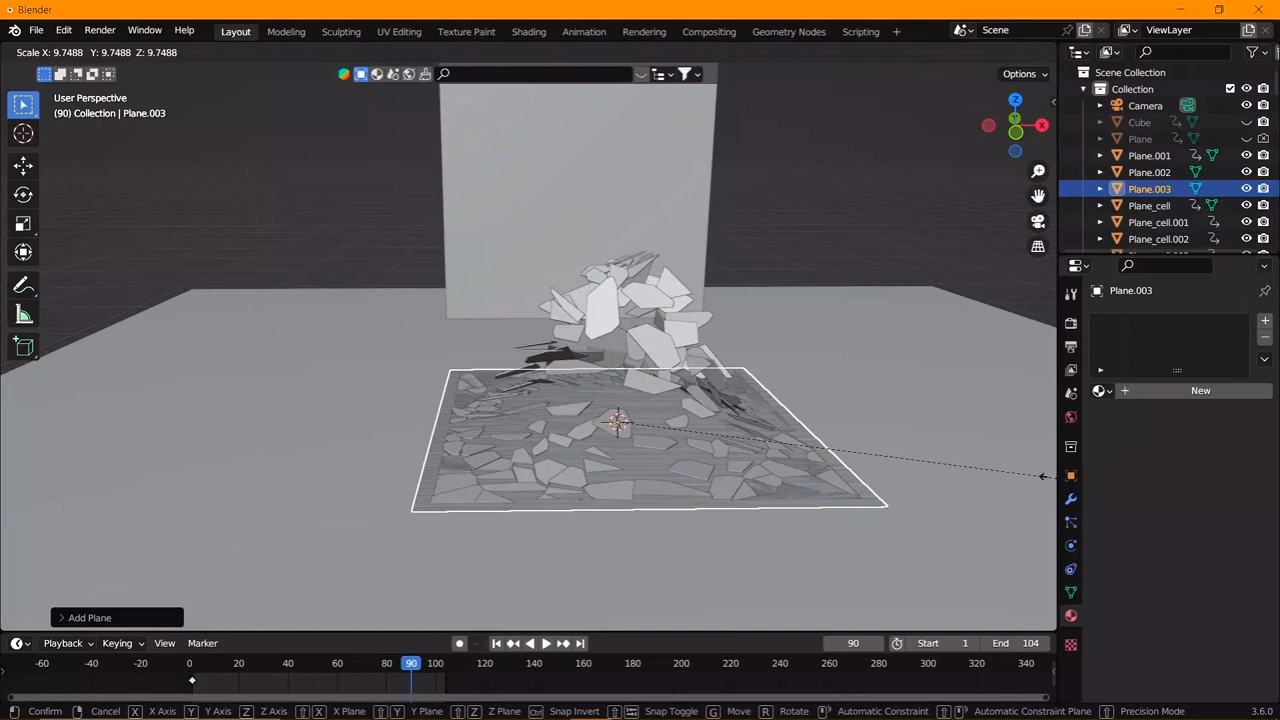 Blender
File Edit Render Window Help Layout Modeling Sculpting UV Editing Texture Paint Shading Animation Rendering Compositing Geometry Nodes Scripting + Scene ViewLayer
Scale X: 9.7488 Y: 9.7488 Z: 9.7488
Options
User Perspective
(90) Collection | Plane.003
Z
Y
X
Scene Collection
Collection
Camera
Cube
Plane
Plane.001
Plane.002
Plane.003
Plane_cell
Plane_cell.001
Plane_cell.002
Plane.003
New
Add Plane
Playback Keying View Marker 90 Start 1 End 104
-60 -40 -20 0 20 40 60 80 90 100 120 140 160 180 200 220 240 260 280 300 320 340
Confirm Cancel X X Axis Y Y Axis Z Z Axis X X Plane Y Y Plane Z Z Plane Ctrl Snap Invert Snap Toggle G Move R Rotate Automatic Constraint Automatic Constraint Plane Precision Mode 3.6.0